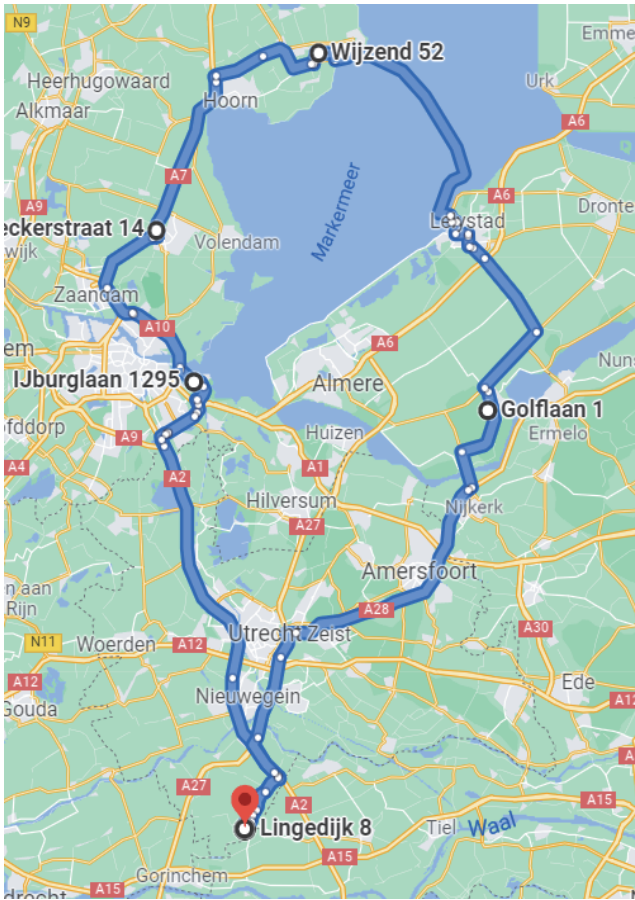 N9
Wijzend 52
Emme
Heerhugowaard
Urk
Hoorn
Alkmaar
A6
A7
Markermeer
A6
A9
Dronte
Lelystad
eckerstraat 14
Volendam
wijk
Zaandam
A10
A6
em
Nuns
IJburglaan 1295
Almere
Golflaan 1
ofddorp
Huizen
Ermelo
A9
A4
A1
A2
Hilversum
Nijkerk
A27
Amersfoort
en aan
Rijn
A28
A30
Utrecht
Zeist
N11
Woerden
A12
A12
Ede
Nieuwegein
A12
Gouda
A
A27
A2
A15
Lingedijk 8
Tiel
Waal
A15
Gorinchem
A15
drecht